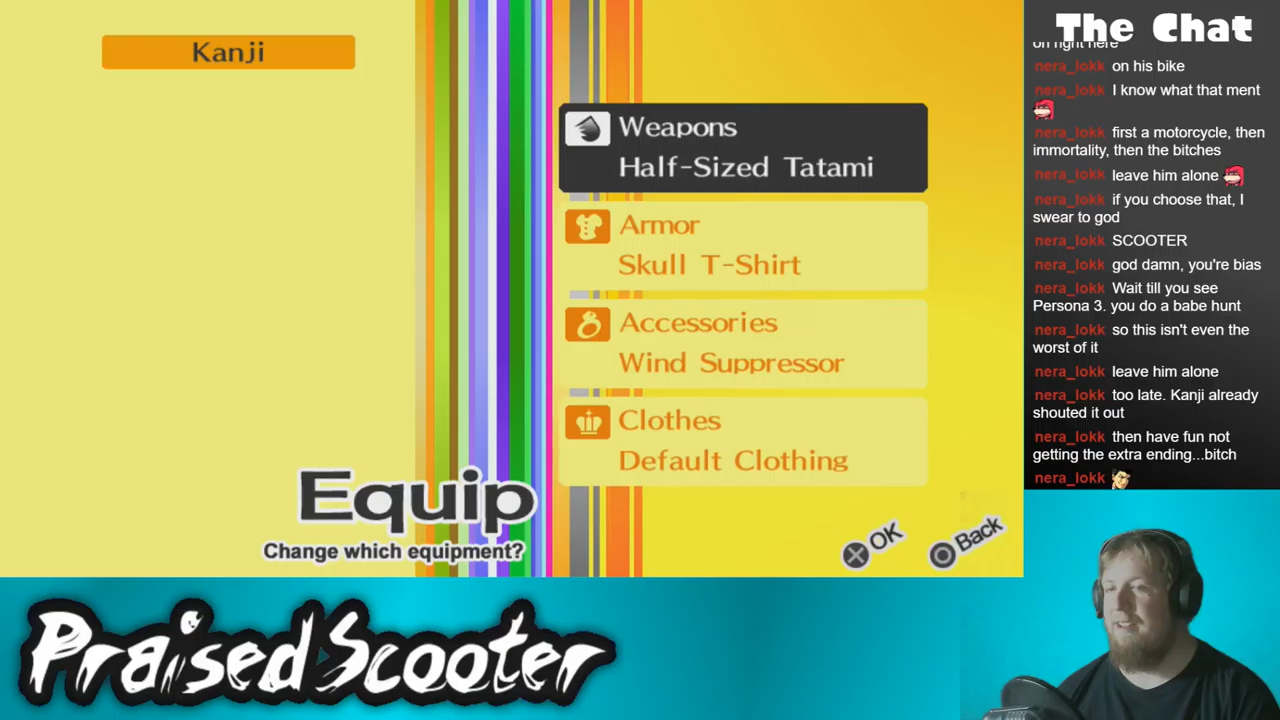 Kanji
Weapons
Half-Sized Tatami
Armor
Skull T-Shirt
Accessories
Wind Suppressor
Clothes
Default Clothing
Equip
Change which equipment?
OK
Back
PraisedScooter
The Chat
on right here
nera_lokk on his bike
nera_lokk I know what that ment
nera_lokk first a motorcycle, then
immortality, then the bitches
nera_lokk leave him alone
nera_lokk if you choose that, I
swear to god
nera_lokk SCOOTER
nera_lokk god damn, you're bias
nera_lokk Wait till you see
Persona 3. you do a babe hunt
nera_lokk so this isn't even the
worst of it
nera_lokk leave him alone
nera_lokk too late. Kanji already
shouted it out
nera_lokk then have fun not
getting the extra ending...bitch
nera_lokk